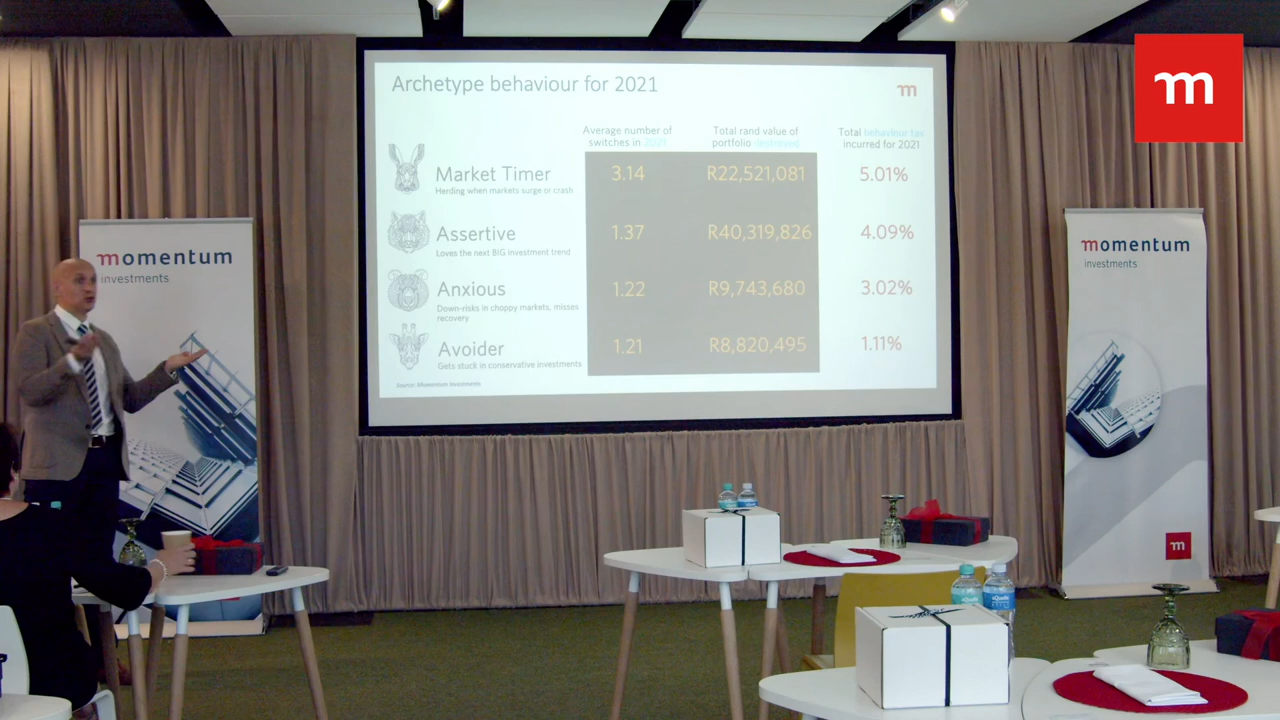 Archetype behaviour for 2021
m
m
Average number of
switches in 2021
Total rand value of
portfolio destroyed
Total behaviour tax
incurred for 2021
Market Timer
Herding when markets surge or crash
3.14
R22,521,081
5.01%
Assertive
Loves the next BIG investment trend
1.37
R40,319,826
4.09%
Anxious
Down-risks in choppy markets, misses
recovery
1.22
R9,743,680
3.02%
Avoider
Gets stuck in conservative investments
1.21
R8,820,495
1.11%
Source: Momentum Investments
momentum
investments
momentum
investments
m